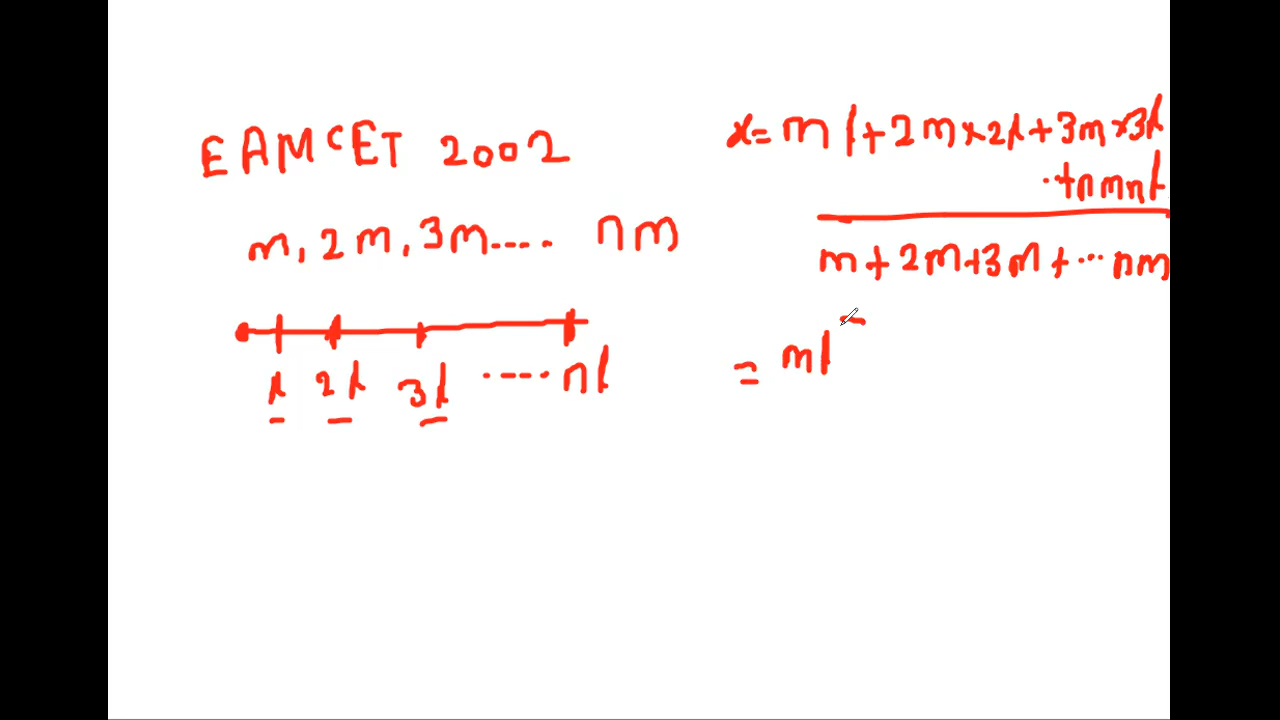 EAMCET 2002
m, 2m, 3m.... nm
l 2l 3l ..... nl
x= ml+2m×2l+3m×3l
..+nmnl
m+2m+3m+...nm
= ml